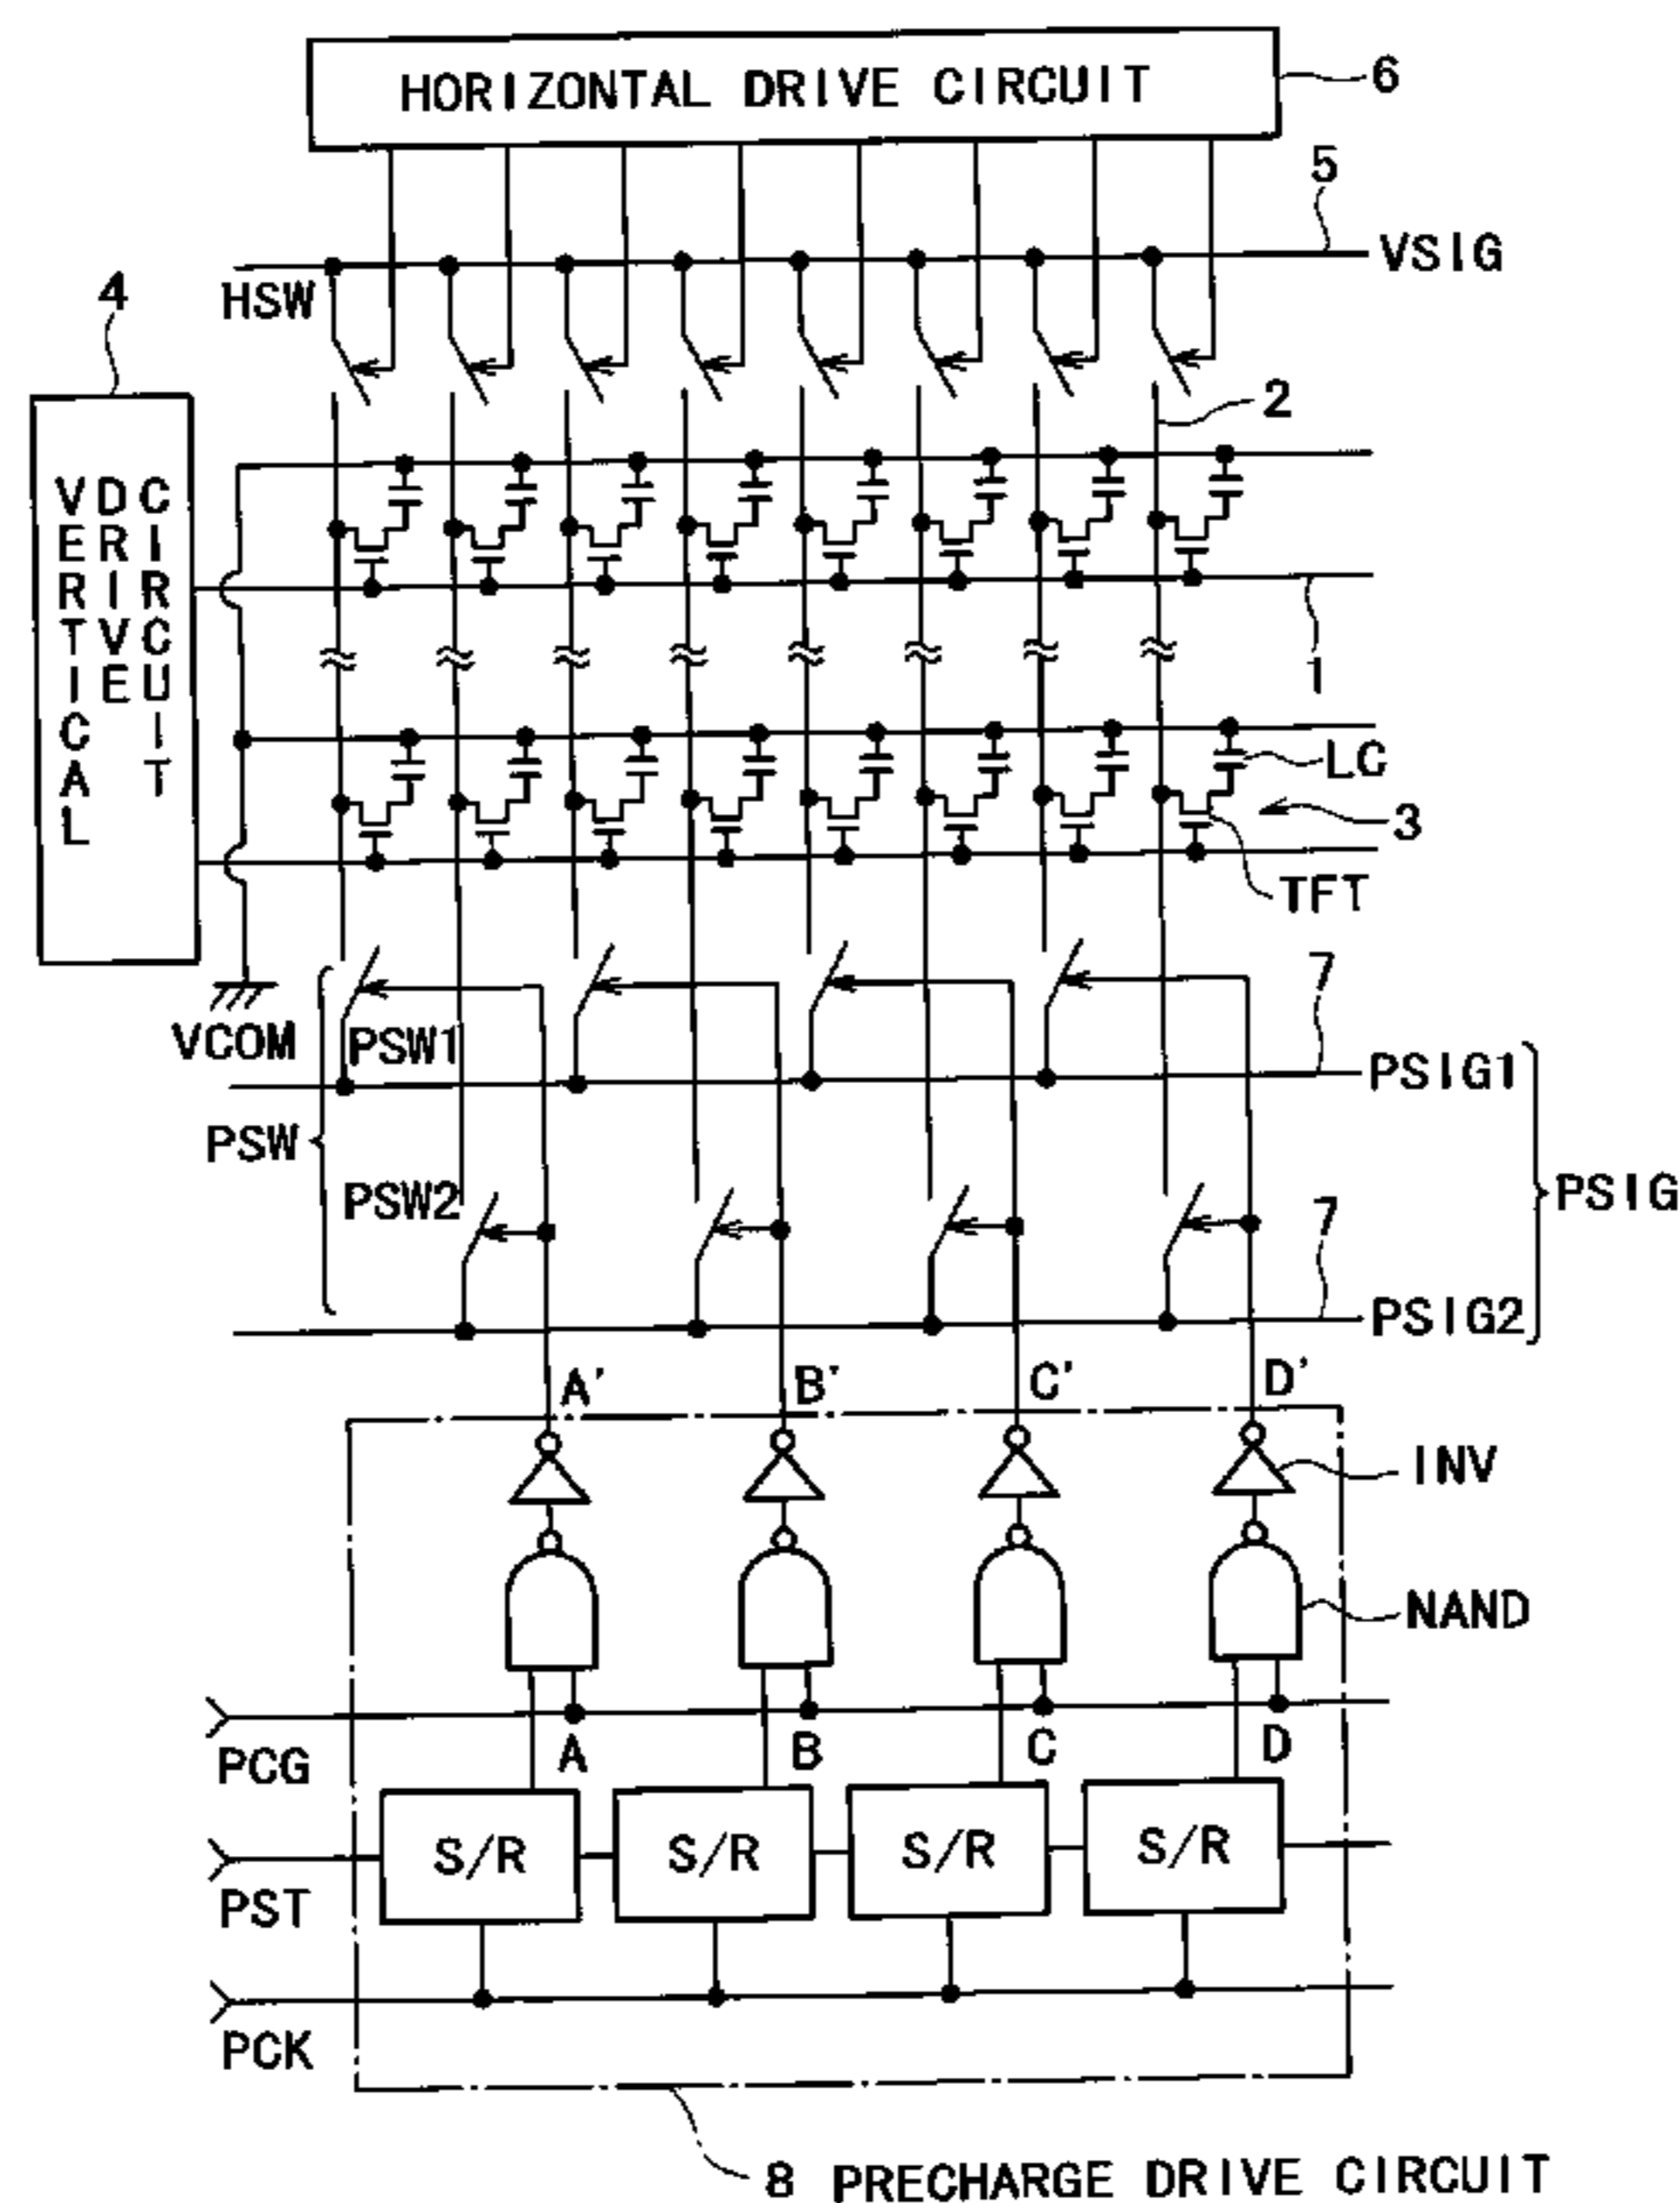 HORIZONTAL DRIVE CIRCUIT
6
5
VSIG
HSW
4
2
VERTICAL DRIVE CIRCUIT
1
LC
3
TFT
VCOM
PSW1
7
PSIG1
PSW
PSW2
PSIG
7
PSIG2
A' B' C' D'
INV
NAND
PCG
A B C D
S/R S/R S/R S/R
PST
PCK
8 PRECHARGE DRIVE CIRCUIT